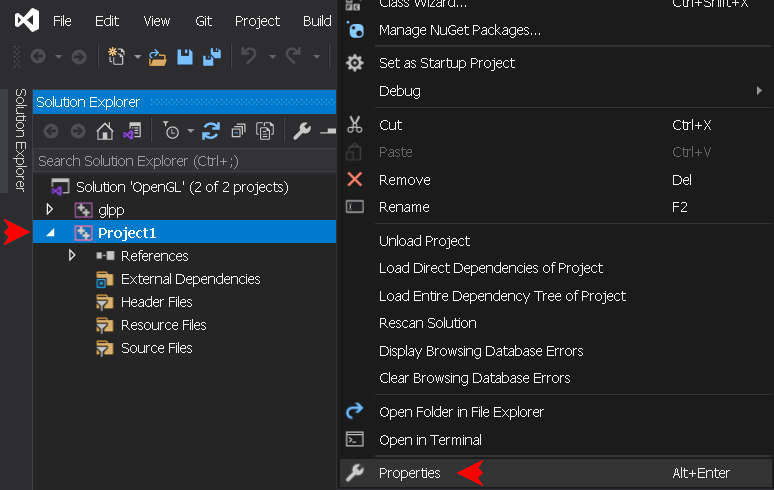 File Edit View Git Project Build
Solution Explorer
Solution Explorer
Search Solution Explorer (Ctrl+;)
Solution 'OpenGL' (2 of 2 projects)
glpp
Project1
References
External Dependencies
Header Files
Resource Files
Source Files
Class Wizard... Ctrl+Shift+X
Manage NuGet Packages...
Set as Startup Project
Debug
Cut Ctrl+X
Paste Ctrl+V
Remove Del
Rename F2
Unload Project
Load Direct Dependencies of Project
Load Entire Dependency Tree of Project
Rescan Solution
Display Browsing Database Errors
Clear Browsing Database Errors
Open Folder in File Explorer
Open in Terminal
Properties Alt+Enter